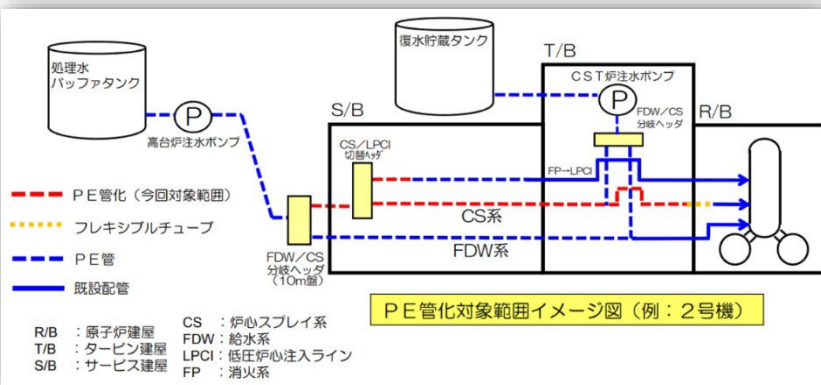 処理水
バッファタンク
P
高台炉注水ポンプ
復水貯蔵タンク
T/B
CST炉注水ポンプ
P
FDW/CS
分岐ヘッダ
S/B
R/B
CS/LPCI
切替ヘッダ
FP→LPCI
CS系
FDW系
FDW/CS
分岐ヘッダ
(10m盤)
PE管化(今回対象範囲)
フレキシブルチューブ
PE管
既設配管
PE管化対象範囲イメージ図(例:2号機)
R/B :原子炉建屋
T/B :タービン建屋
S/B :サービス建屋
CS :炉心スプレイ系
FDW:給水系
LPCI:低圧炉心注入ライン
FP :消火系